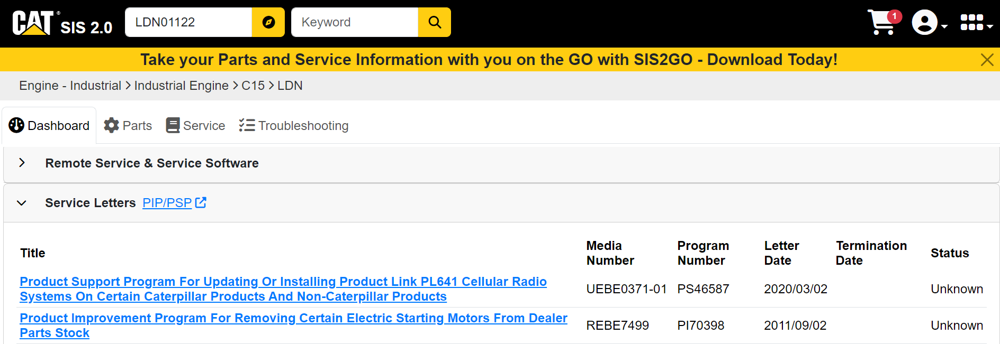 CAT® SIS 2.0 LDN01122 Keyword 1
Take your Parts and Service Information with you on the GO with SIS2GO - Download Today!
Engine - Industrial > Industrial Engine > C15 > LDN
Dashboard Parts Service Troubleshooting
Remote Service & Service Software
Service Letters PIP/PSP
Title Media Number Program Number Letter Date Termination Date Status
Product Support Program For Updating Or Installing Product Link PL641 Cellular Radio
Systems On Certain Caterpillar Products And Non-Caterpillar Products
UEBE0371-01 PS46587 2020/03/02 Unknown
Product Improvement Program For Removing Certain Electric Starting Motors From Dealer
Parts Stock
REBE7499 PI70398 2011/09/02 Unknown